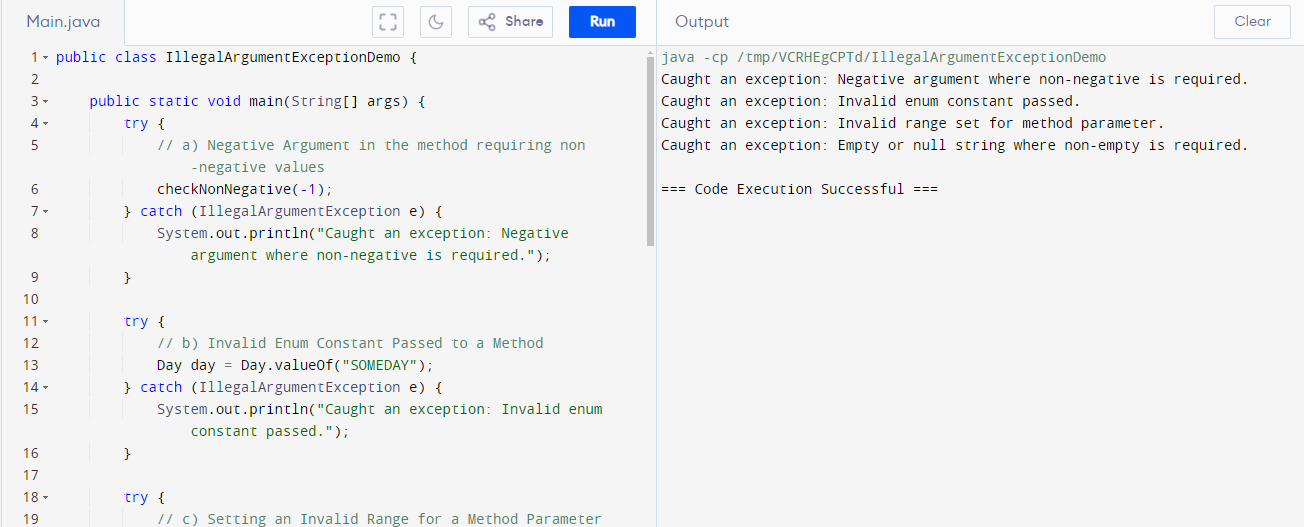 Main.java
Share
Run
Output
Clear
1 public class IllegalArgumentExceptionDemo {
2
3 public static void main(String[] args) {
4 try {
5 // a) Negative Argument in the method requiring non
-negative values
6 checkNonNegative(-1);
7 } catch (IllegalArgumentException e) {
8 System.out.println("Caught an exception: Negative
argument where non-negative is required.");
9 }
10
11 try {
12 // b) Invalid Enum Constant Passed to a Method
13 Day day = Day.valueOf("SOMEDAY");
14 } catch (IllegalArgumentException e) {
15 System.out.println("Caught an exception: Invalid enum
constant passed.");
16 }
17
18 try {
19 // c) Setting an Invalid Range for a Method Parameter
java -cp /tmp/VCRHEgCPTd/IllegalArgumentExceptionDemo
Caught an exception: Negative argument where non-negative is required.
Caught an exception: Invalid enum constant passed.
Caught an exception: Invalid range set for method parameter.
Caught an exception: Empty or null string where non-empty is required.
=== Code Execution Successful ===